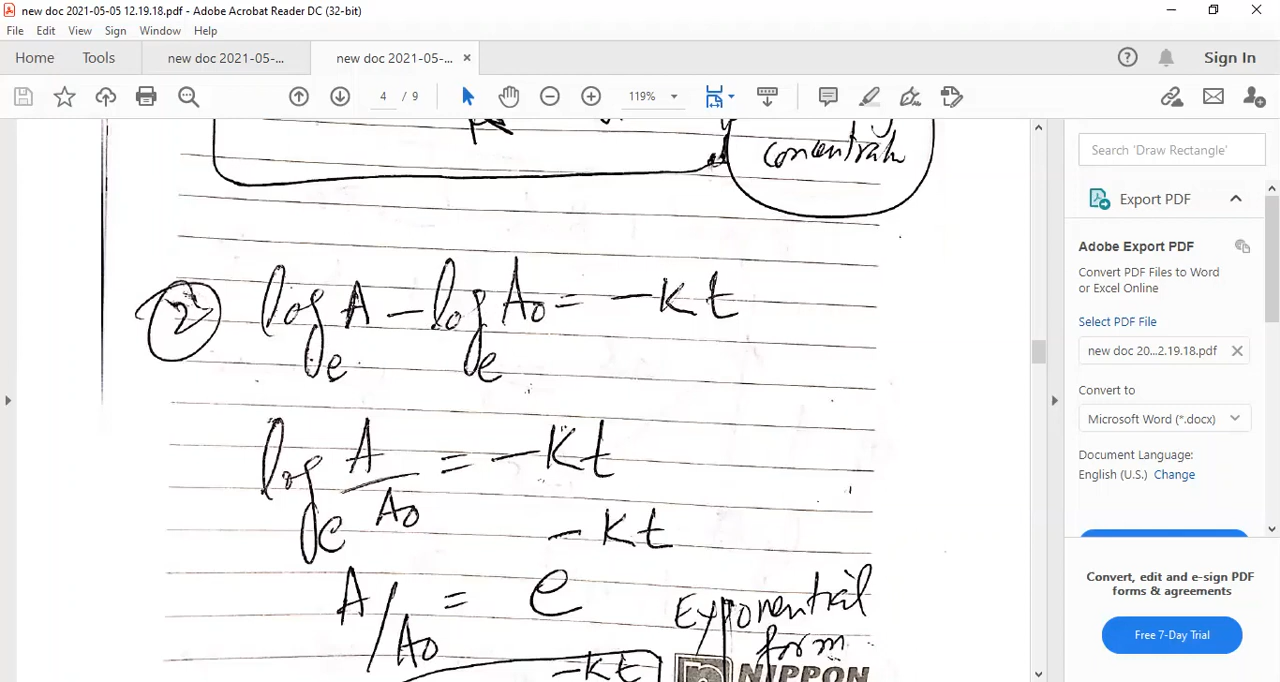 new doc 2021-05-05 12.19.18.pdf - Adobe Acrobat Reader DC (32-bit)
File Edit View Sign Window Help
Home Tools new doc 2021-05-... new doc 2021-05-... × Sign In
4 / 9 119%
concentrate
② log_e A - log_e A₀ = -Kt
log_e A/A₀ = -Kt
A/A₀ = e^-Kt
Exponential
form
-Kt
NIPPON
Search 'Draw Rectangle'
Export PDF
Adobe Export PDF
Convert PDF Files to Word
or Excel Online
Select PDF File
new doc 20...2.19.18.pdf ×
Convert to
Microsoft Word (*.docx)
Document Language:
English (U.S.) Change
Convert, edit and e-sign PDF
forms & agreements
Free 7-Day Trial